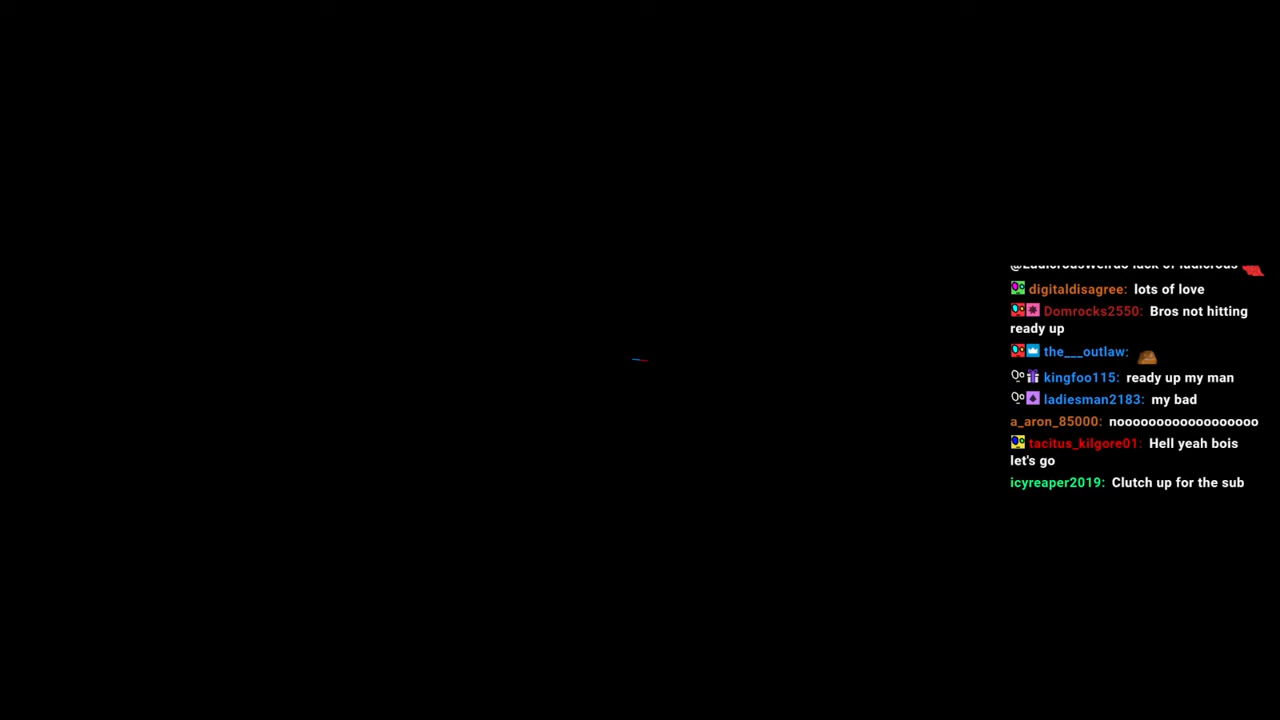 digitaldisagree: lots of love
Domrocks2550: Bros not hitting
ready up
the___outlaw:
kingfoo115: ready up my man
ladiesman2183: my bad
a_aron_85000: nooooooooooooooooooo
tacitus_kilgore01: Hell yeah bois
let's go
icyreaper2019: Clutch up for the sub